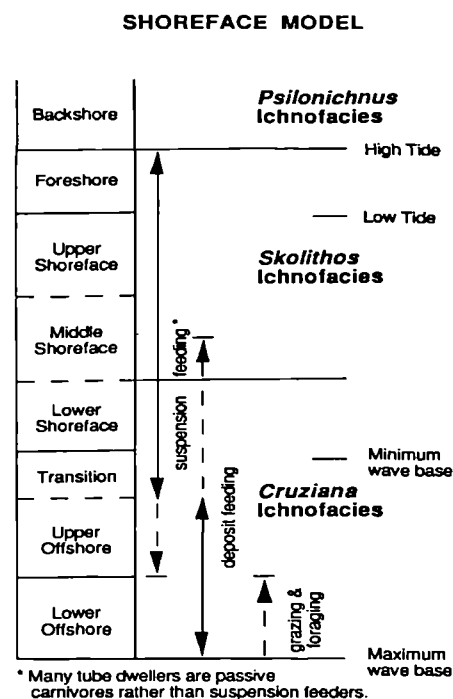 SHOREFACE MODEL
Backshore
Psilonichnus
Ichnofacies
High Tide
Foreshore
Low Tide
Upper
Shoreface
Skolithos
Ichnofacies
Middle
Shoreface
suspension feeding*
Lower
Shoreface
Minimum
wave base
Transition
Cruziana
Ichnofacies
deposit feeding
Upper
Offshore
grazing &
foraging
Lower
Offshore
Maximum
wave base
* Many tube dwellers are passive
carnivores rather than suspension feeders.